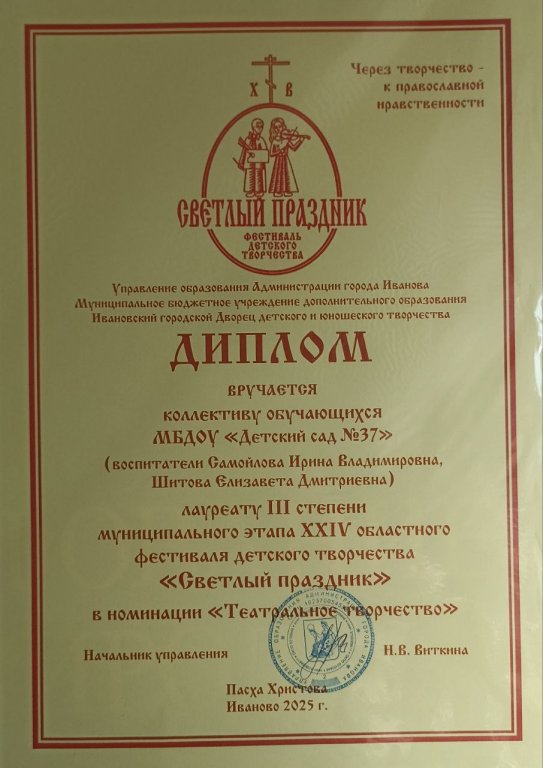 Через творчество -
к православной
нравственности
Х В
СВЕТЛЫЙ ПРАЗДНИК
ФЕСТИВАЛЬ
ДЕТСКОГО
ТВОРЧЕСТВА
Управление образования Администрации города Иванова
Муниципальное бюджетное учреждение дополнительного образования
Ивановский городской Дворец детского и юношеского творчества
ДИПЛОМ
вручается
коллективу обучающихся
МБДОУ «Детский сад №37»
(воспитатели Самойлова Ирина Владимировна,
Шитова Елизавета Дмитриевна)
лауреату III степени
муниципального этапа XXIV областного
фестиваля детского творчества
«Светлый праздник»
в номинации «Театральное творчество»
Начальник управления
Н.В. Виткина
Пасха Христова
Иваново 2025 г.